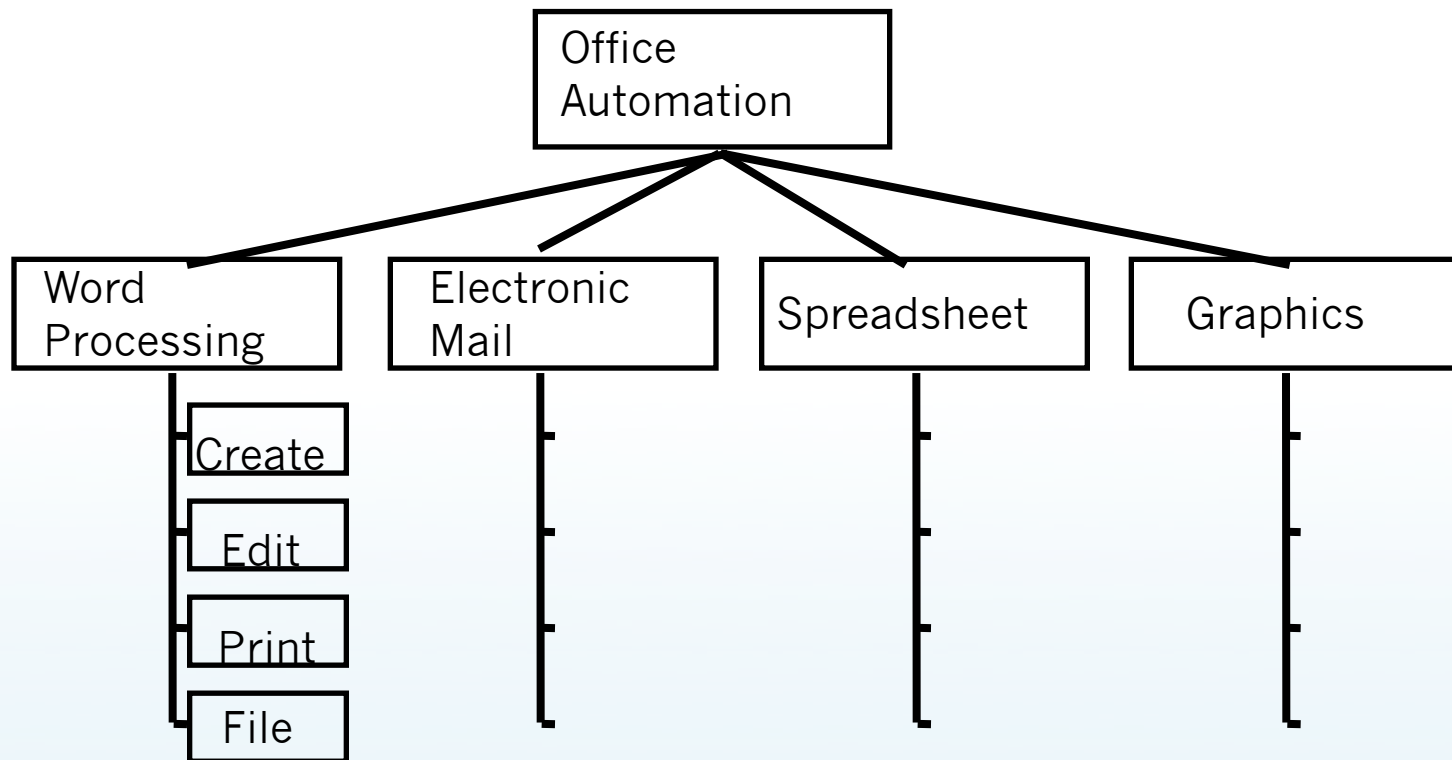 Office
Automation
Word
Processing
Electronic
Mail
Spreadsheet
Graphics
Create
Edit
Print
File